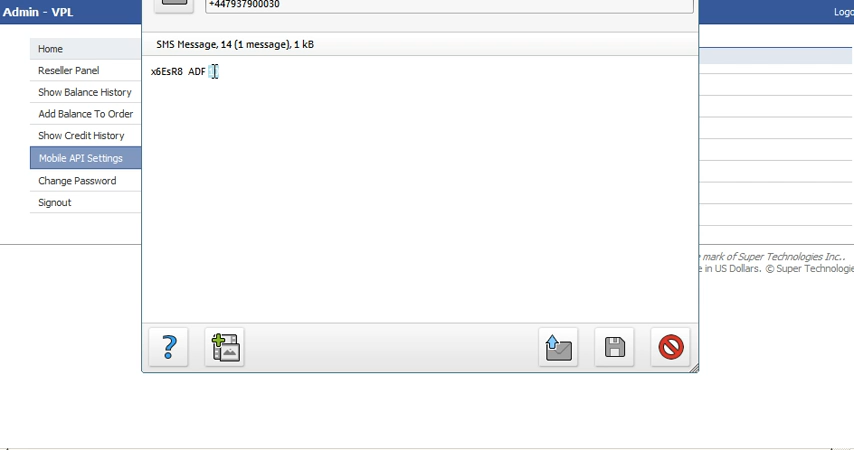 Admin - VPL
Logo
+447937900030
SMS Message, 14 (1 message), 1 kB
x6EsR8 ADF
Home
Reseller Panel
Show Balance History
Add Balance To Order
Show Credit History
Mobile API Settings
Change Password
Signout
mark of Super Technologies Inc..
in US Dollars. © Super Technologie